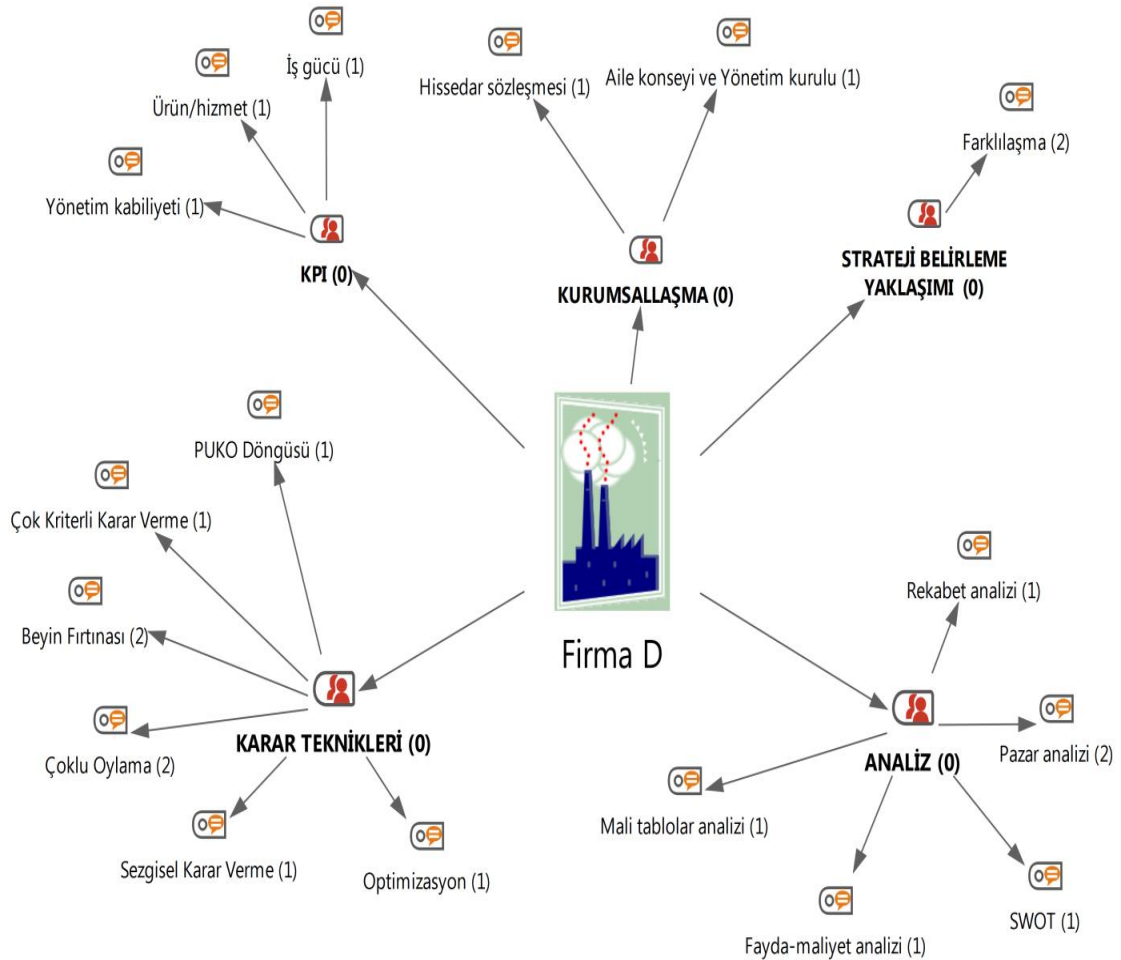 İş gücü (1)
Ürün/hizmet (1)
Yönetim kabiliyeti (1)
KPI (0)
Hissedar sözleşmesi (1)
Aile konseyi ve Yönetim kurulu (1)
KURUMSALLAŞMA (0)
Farklılaşma (2)
STRATEJİ BELİRLEME
YAKLAŞIMI (0)
Firma D
PUKO Döngüsü (1)
Çok Kriterli Karar Verme (1)
Beyin Fırtınası (2)
Çoklu Oylama (2)
KARAR TEKNİKLERİ (0)
Sezgisel Karar Verme (1)
Optimizasyon (1)
Rekabet analizi (1)
Pazar analizi (2)
ANALİZ (0)
Mali tablolar analizi (1)
Fayda-maliyet analizi (1)
SWOT (1)